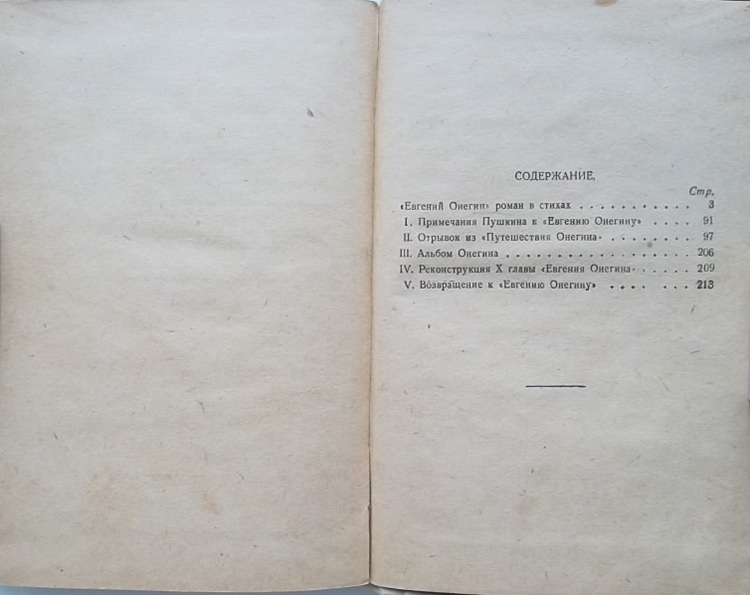 СОДЕРЖАНИЕ.
Стр.
«Евгений Онегин» роман в стихах . . . . . . . . . . . 3
I. Примечания Пушкина к «Евгению Онегину» . . . . 91
II. Отрывок из «Путешествия Онегина» . . . . . . . . 97
III. Альбом Онегина . . . . . . . . . . . . . . . . . . 206
IV. Реконструкция X главы «Евгения Онегина» . . . . . 209
V. Возвращение к «Евгению Онегину» . . . . . . . 213